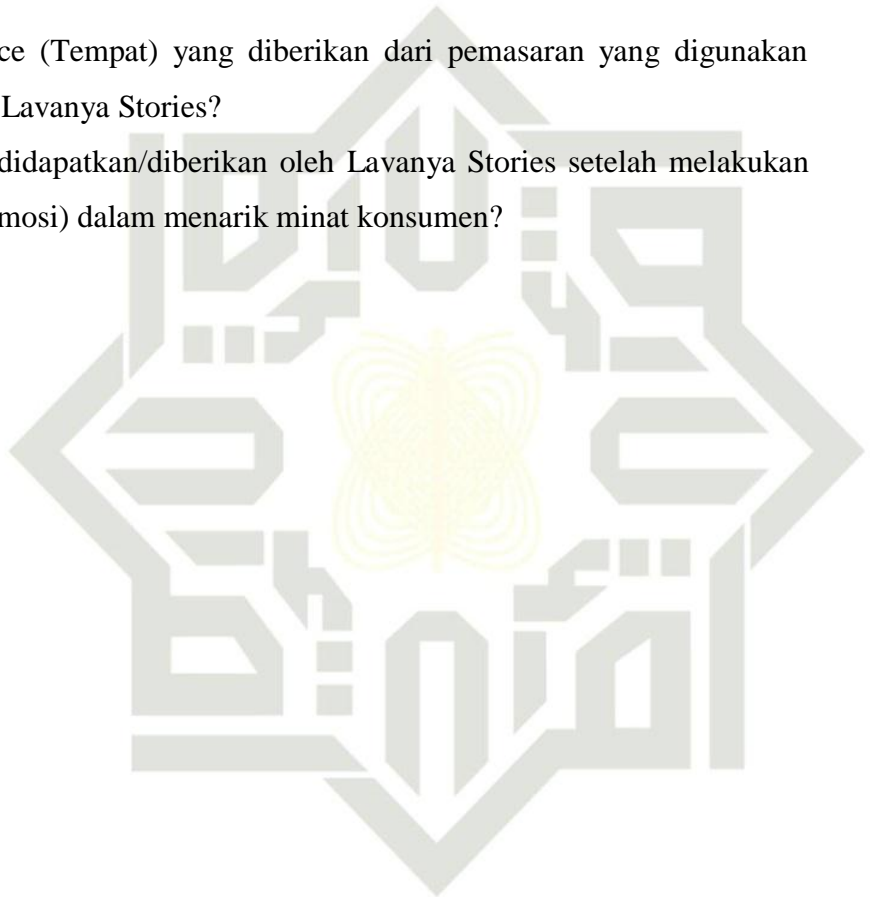 ce (Tempat) yang diberikan dari pemasaran yang digunakan
Lavanya Stories?
didapatkan/diberikan oleh Lavanya Stories setelah melakukan
mosi) dalam menarik minat konsumen?